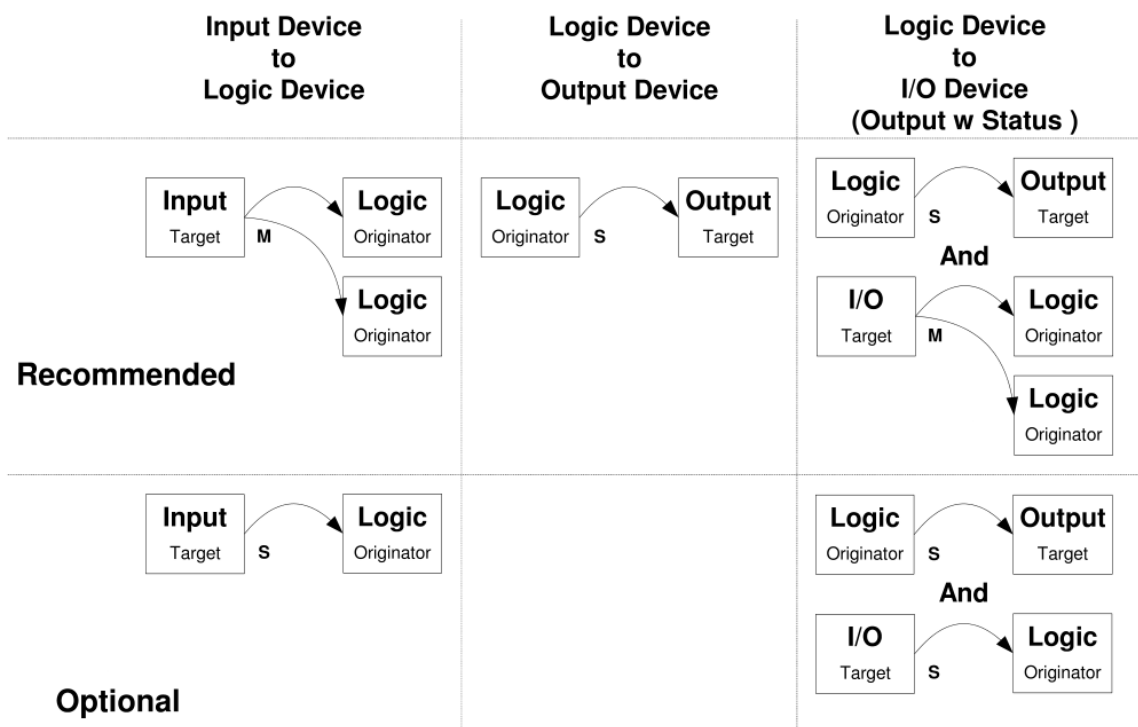 Input Device
to
Logic Device
Logic Device
to
Output Device
Logic Device
to
I/O Device
(Output w Status )
Recommended
Input
Target
M
Logic
Originator
Logic
Originator
Logic
Originator
S
Output
Target
Logic
Originator
S
Output
Target
And
I/O
Target
M
Logic
Originator
Logic
Originator
Optional
Input
Target
S
Logic
Originator
Logic
Originator
S
Output
Target
And
I/O
Target
S
Logic
Originator